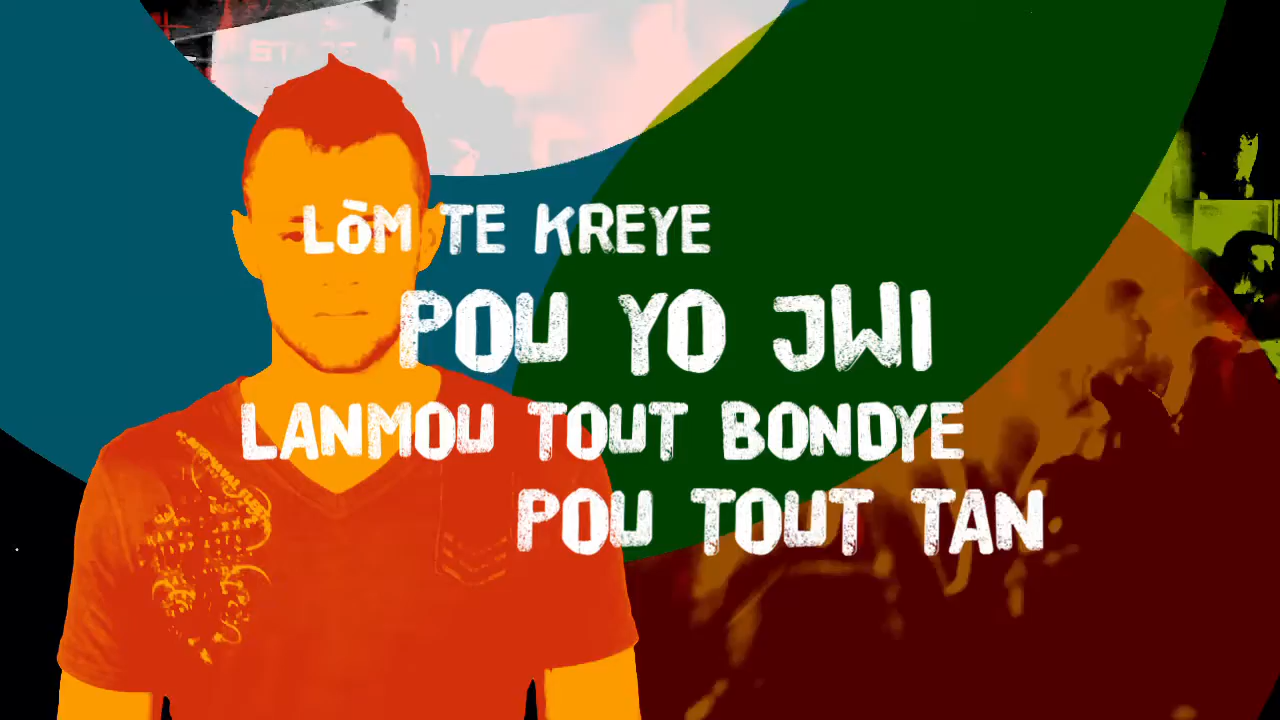 LÒM TE KREYE
POU YO JWI
LANMOU TOUT BONDYE
POU TOUT TAN